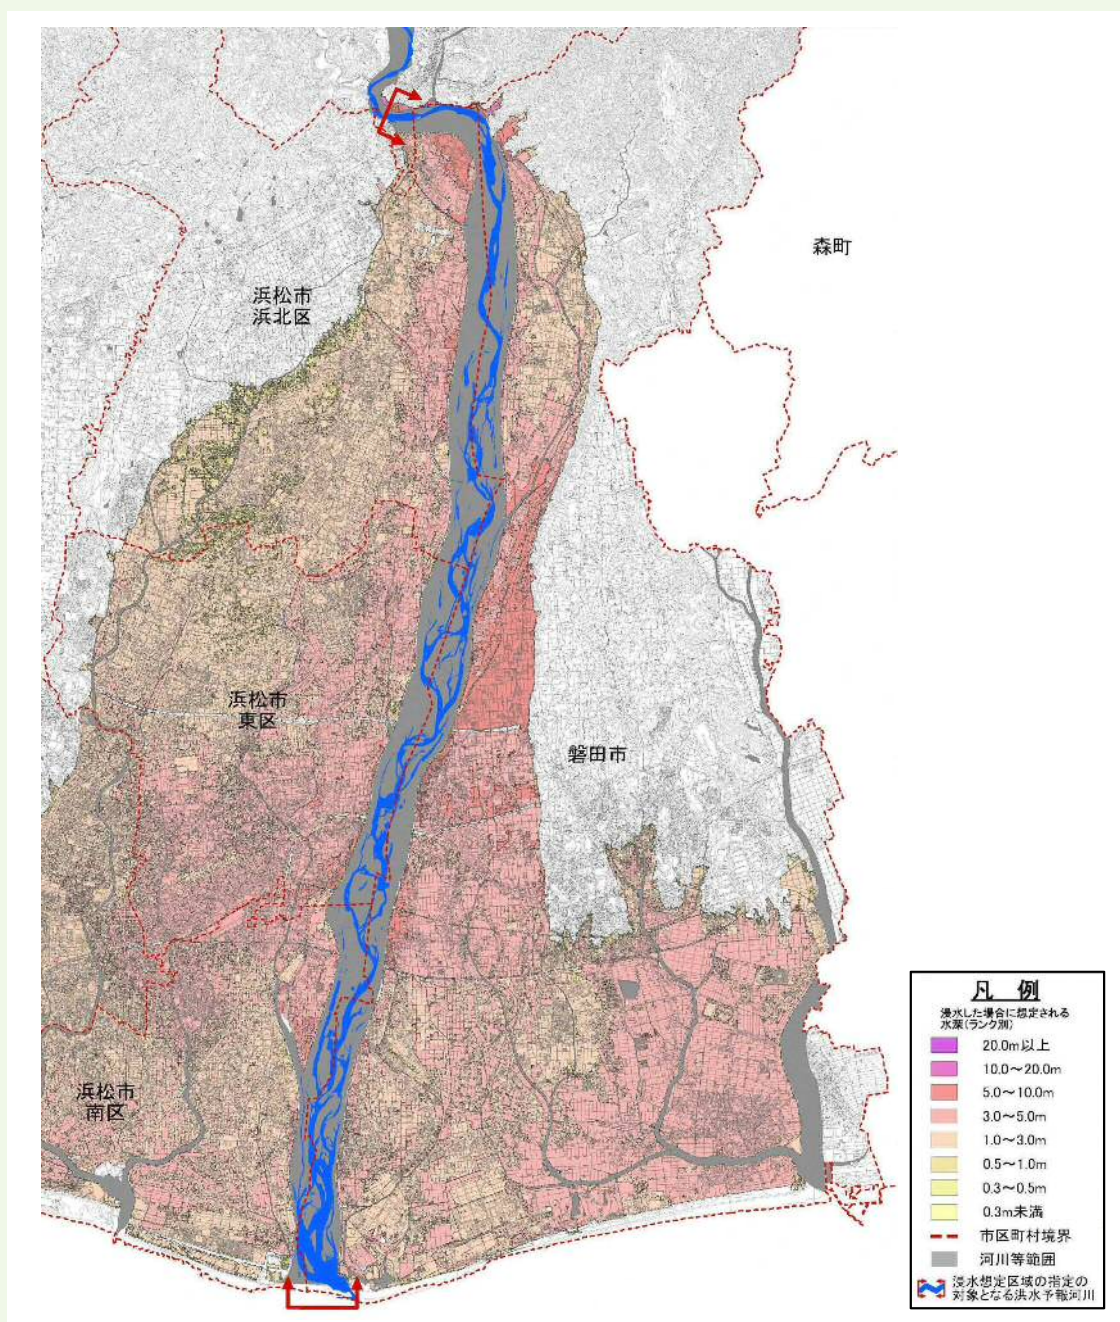 森町
浜松市
浜北区
浜松市
東区
磐田市
浜松市
南区
凡 例
浸水した場合に想定される
水深(ランク別)
20.0m以上
10.0～20.0m
5.0～10.0m
3.0～5.0m
1.0～3.0m
0.5～1.0m
0.3～0.5m
0.3m未満
市区町村境界
河川等範囲
浸水想定区域の指定の
対象となる洪水予報河川